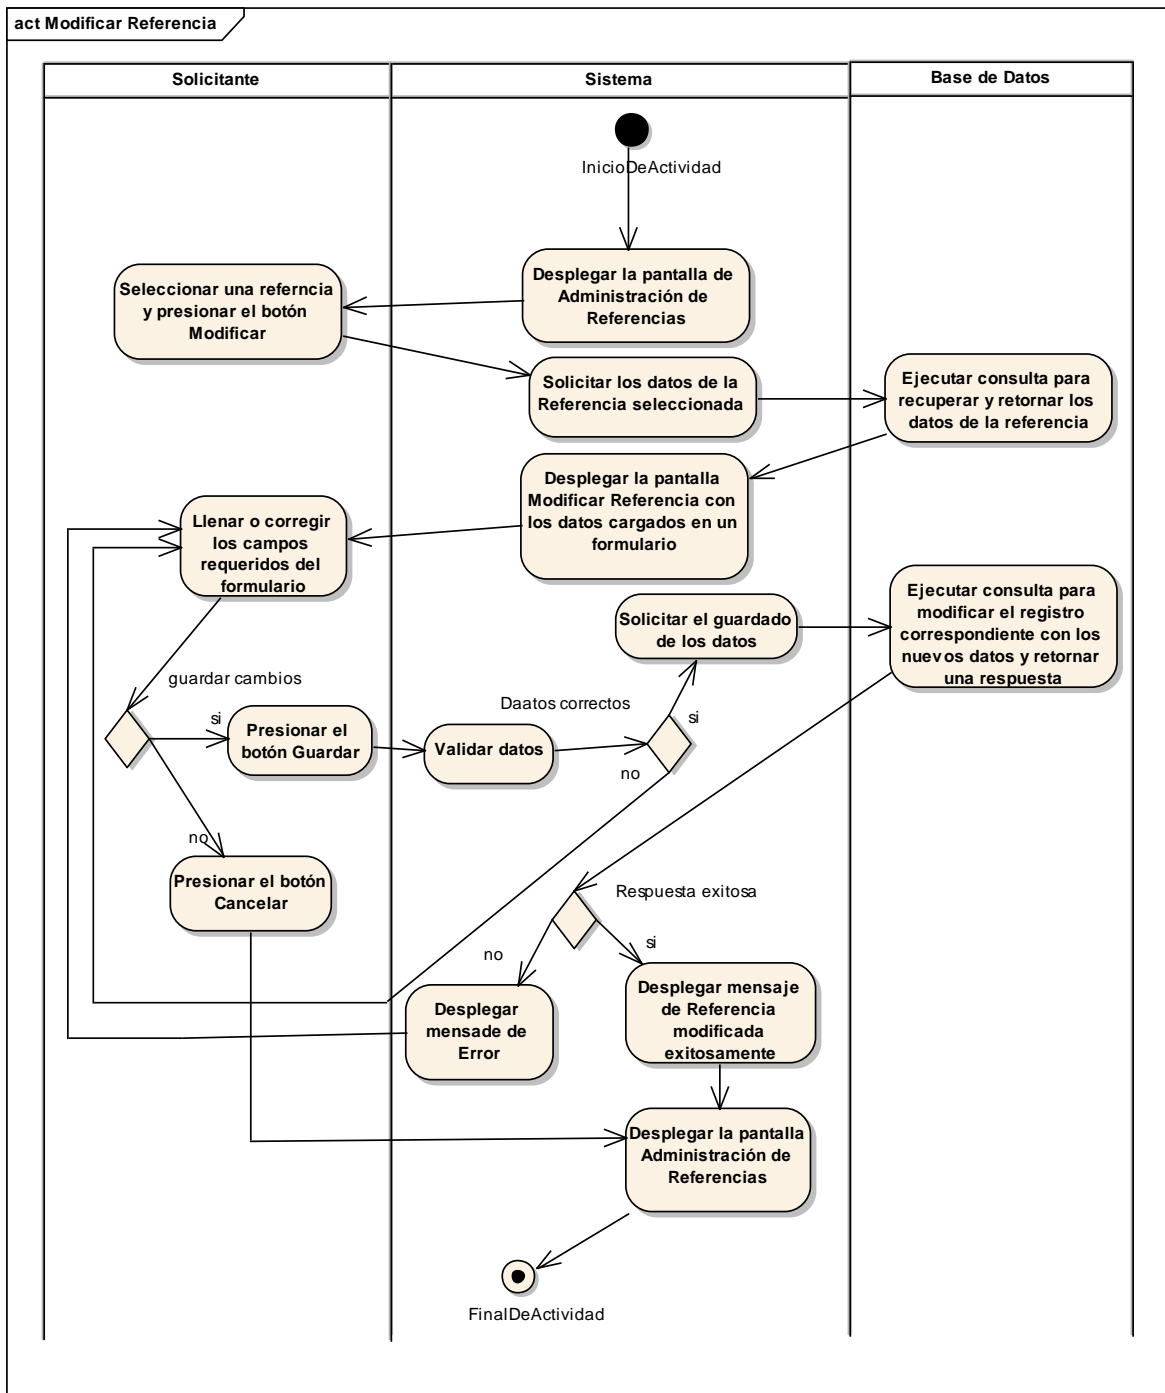 act Modificar Referencia
Solicitante
Sistema
Base de Datos
InicioDeActividad
Desplegar la pantalla de
Administración de
Referencias
Seleccionar una referncia
y presionar el botón
Modificar
Solicitar los datos de la
Referencia seleccionada
Ejecutar consulta para
recuperar y retornar los
datos de la referencia
Desplegar la pantalla
Modificar Referencia con
los datos cargados en un
formulario
Llenar o corregir
los campos
requeridos del
formulario
Solicitar el guardado
de los datos
Ejecutar consulta para
modificar el registro
correspondiente con los
nuevos datos y retornar
una respuesta
guardar cambios
si
Presionar el
botón Guardar
Validar datos
Daatos correctos
si
no
no
Presionar el botón
Cancelar
Respuesta exitosa
no
si
Desplegar
mensade de
Error
Desplegar mensaje
de Referencia
modificada
exitosamente
Desplegar la pantalla
Administración de
Referencias
FinalDeActividad